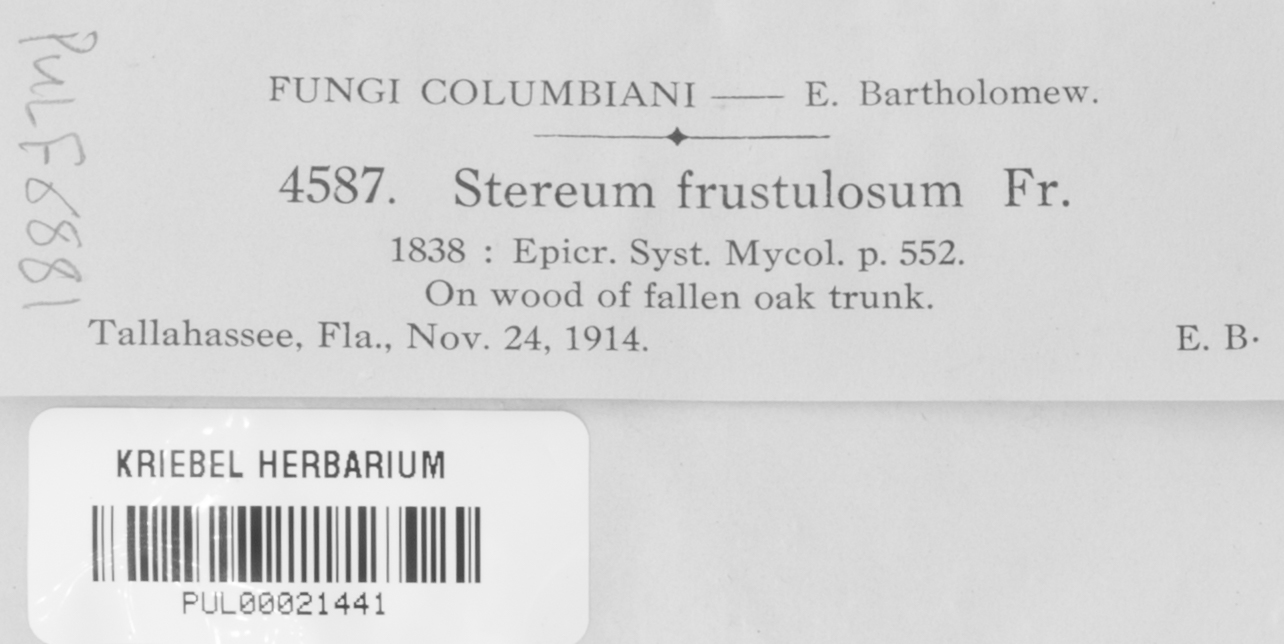 PUL F6881
FUNGI COLUMBIANI — E. Bartholomew.
4587. Stereum frustulosum Fr.
1838 : Epicr. Syst. Mycol. p. 552.
On wood of fallen oak trunk.
Tallahassee, Fla., Nov. 24, 1914. E. B.
KRIEBEL HERBARIUM
PUL00021441